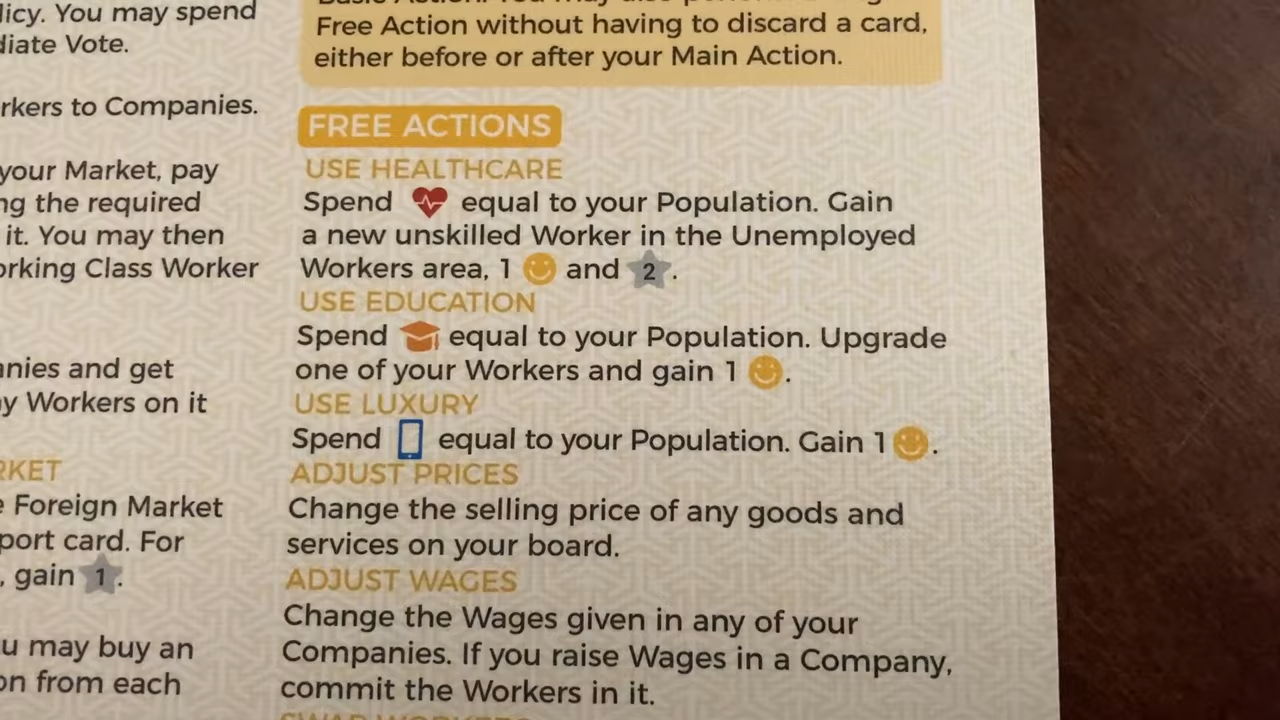 licy. You may spend
diate Vote.
rkers to Companies.
your Market, pay
ng the required
it. You may then
orking Class Worker
anies and get
ny Workers on it
RKET
e Foreign Market
port card. For
, gain 1.
u may buy an
on from each
Free Action without having to discard a card,
either before or after your Main Action.
FREE ACTIONS
USE HEALTHCARE
Spend equal to your Population. Gain
a new unskilled Worker in the Unemployed
Workers area, 1 and 2.
USE EDUCATION
Spend equal to your Population. Upgrade
one of your Workers and gain 1.
USE LUXURY
Spend equal to your Population. Gain 1.
ADJUST PRICES
Change the selling price of any goods and
services on your board.
ADJUST WAGES
Change the Wages given in any of your
Companies. If you raise Wages in a Company,
commit the Workers in it.
SWAP WORKERS